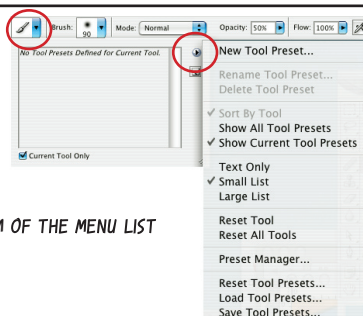 Brush: 90 Mode: Normal Opacity: 50% Flow: 100%
No Tool Presets Defined for Current Tool.
Current Tool Only
New Tool Preset...
Rename Tool Preset...
Delete Tool Preset
Sort By Tool
Show All Tool Presets
Show Current Tool Presets
Text Only
Small List
Large List
Reset Tool
Reset All Tools
Preset Manager...
Reset Tool Presets...
Load Tool Presets...
Save Tool Presets...
OF THE MENU LIST